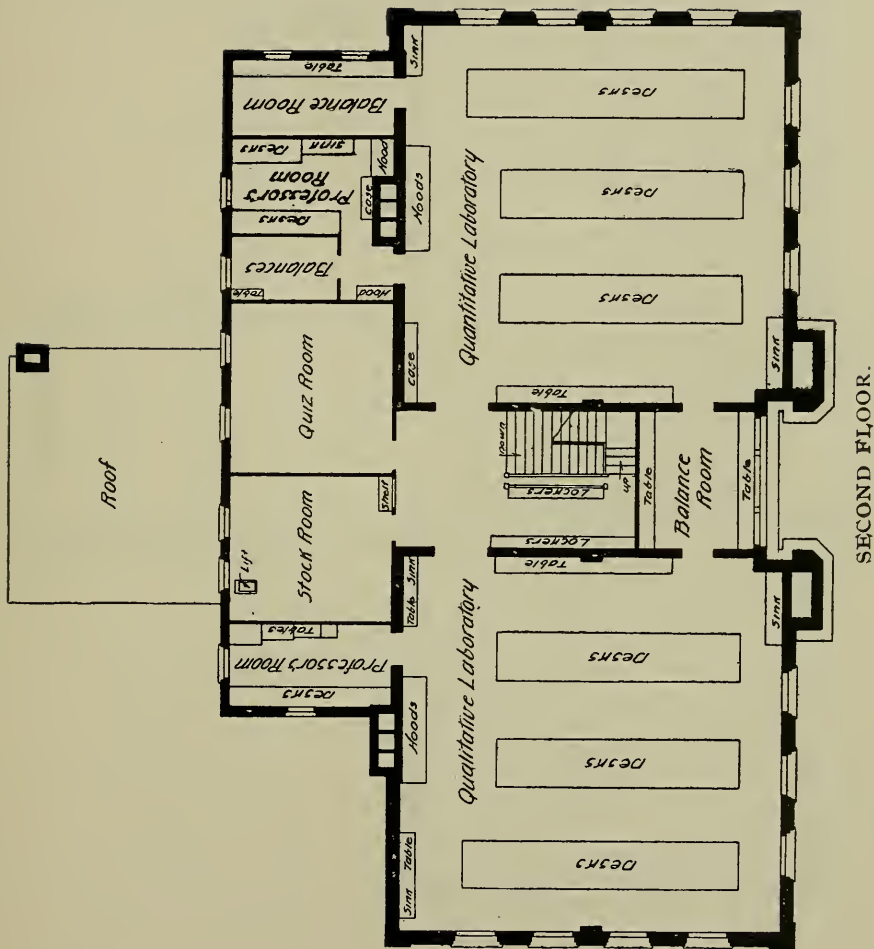 Sink
Table
Balance Room
Desks
Desks
Sink
Hood
Professor's
Room
Case
Hoods
Desks
Quantitative Laboratory
Desks
Balances
Table
Hood
Desks
Case
Sink
Quiz Room
Table
Roof
Down
Up
Lockers
Table
Balance
Room
Table
Shelf
Stock Room
Lift
Lockers
Table
Sink
Table
Sink
Tables
Professor's Room
Desks
Hoods
Qualitative Laboratory
Desks
Desks
Table
Sink
Desks
SECOND FLOOR.